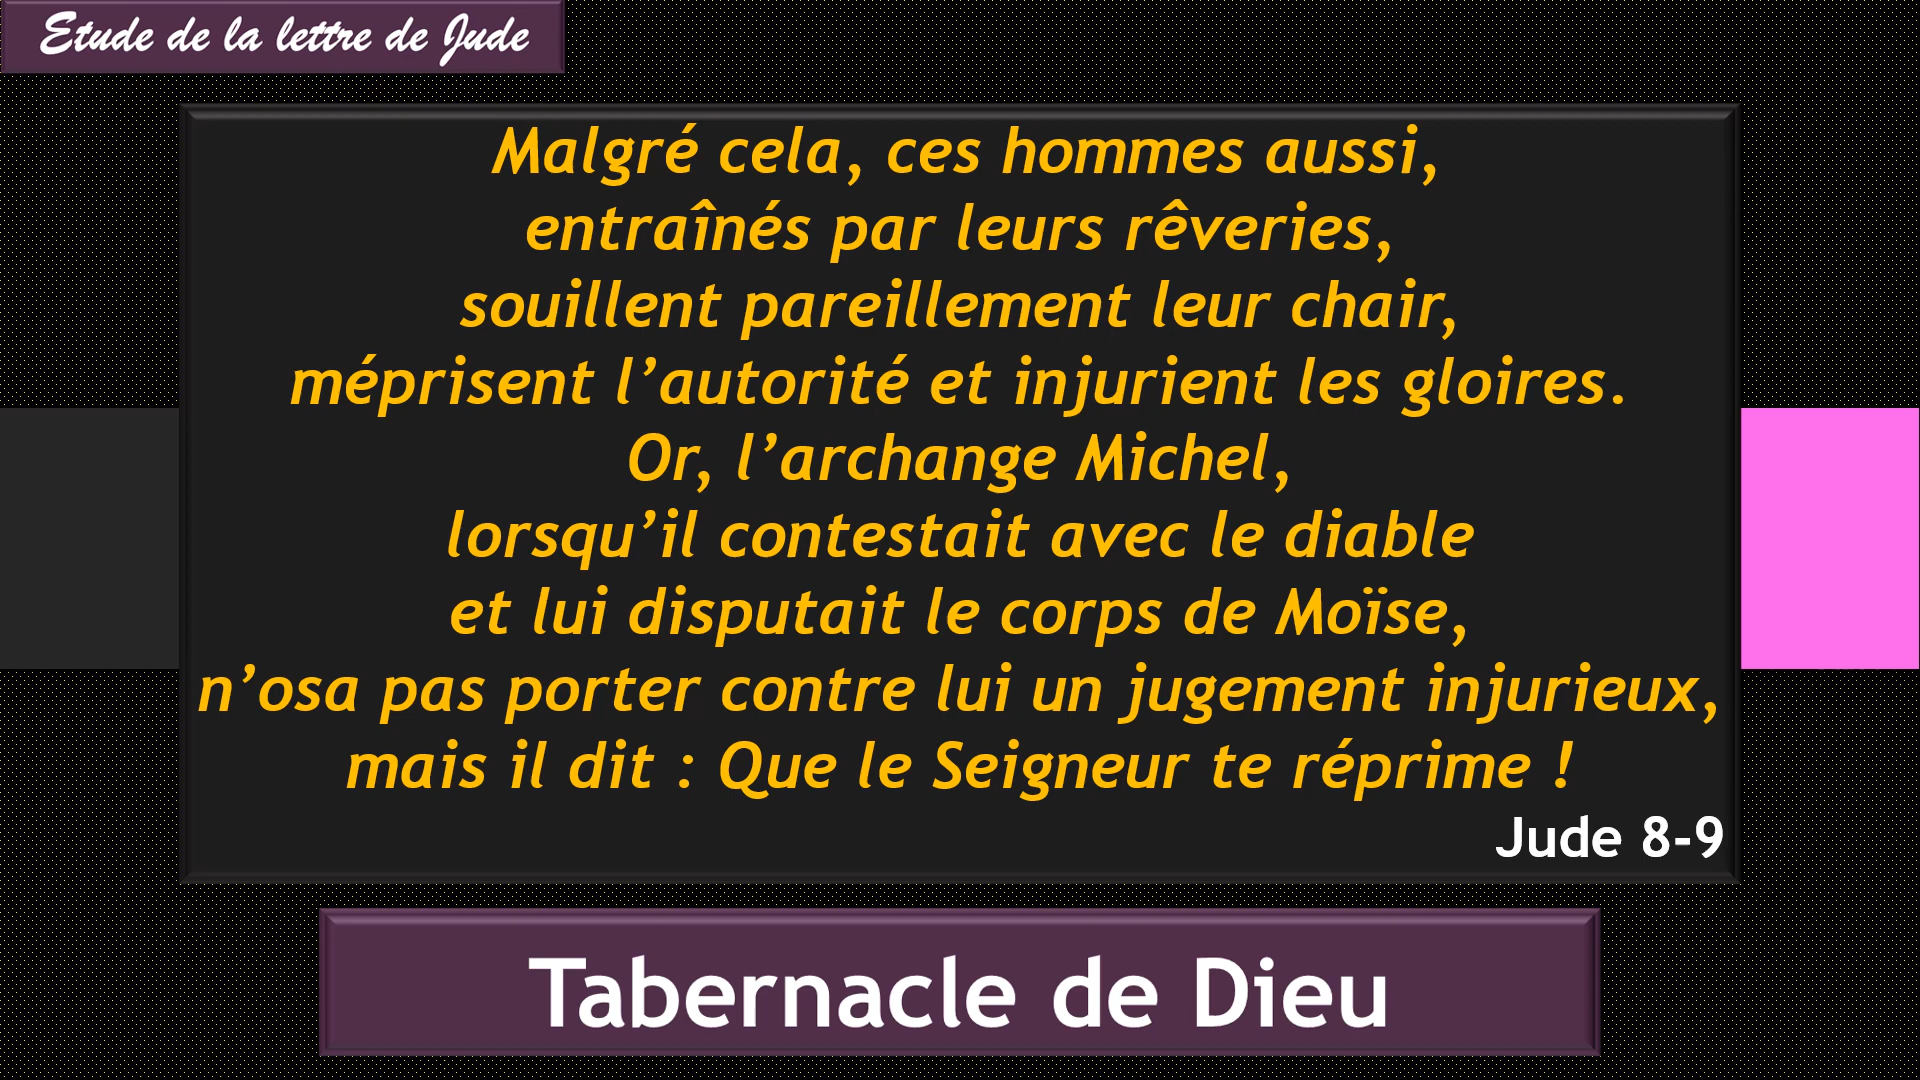 Etude de la lettre de Jude
Malgré cela, ces hommes aussi,
entraînés par leurs rêveries,
souillent pareillement leur chair,
méprisent l’autorité et injurient les gloires.
Or, l’archange Michel,
lorsqu’il contestait avec le diable
et lui disputait le corps de Moïse,
n’osa pas porter contre lui un jugement injurieux,
mais il dit : Que le Seigneur te réprime !
Jude 8-9
Tabernacle de Dieu